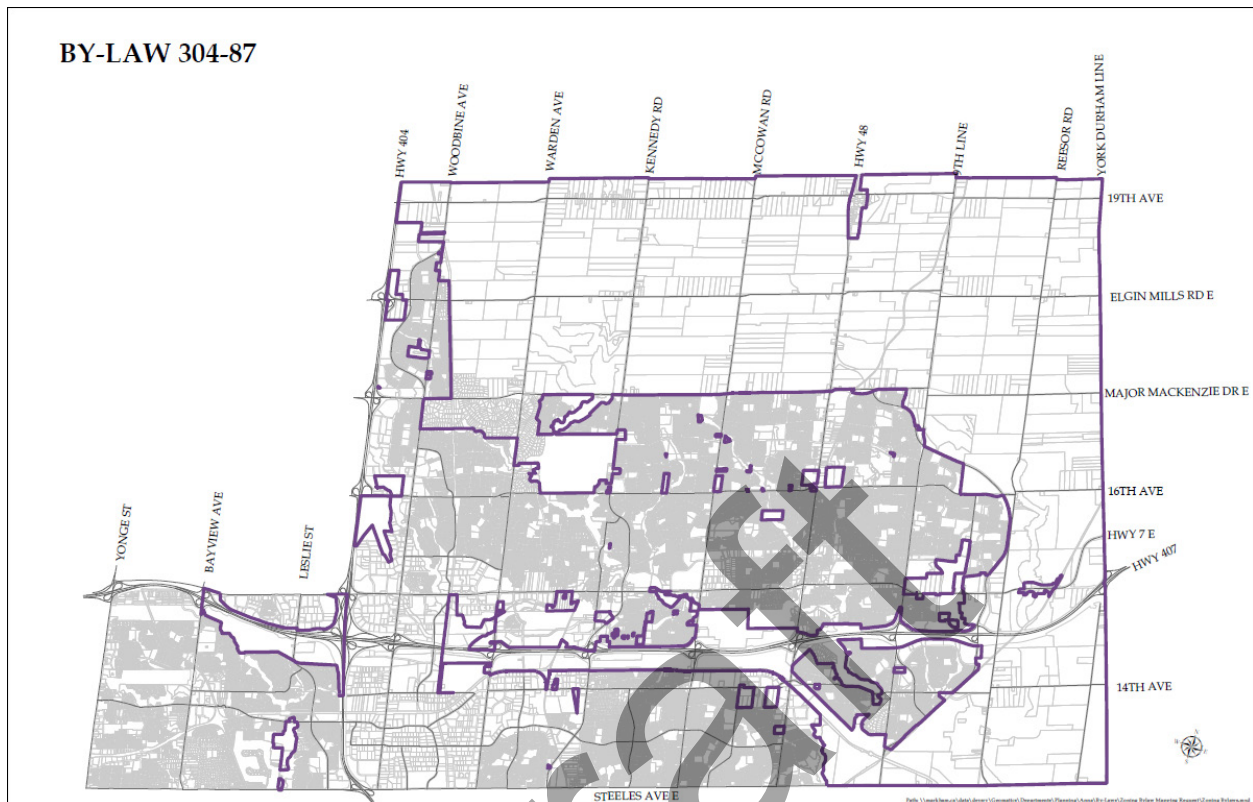 BY-LAW 304-87
HWY 404
WOODBINE AVE
WARDEN AVE
KENNEDY RD
MCCOWAN RD
HWY 48
9TH LINE
REESOR RD
YORK DURHAM LINE
19TH AVE
ELGIN MILLS RD E
MAJOR MACKENZIE DR E
16TH AVE
HWY 7 E
HWY 407
YONGE ST
BAYVIEW AVE
LESLIE ST
14TH AVE
STEELES AVE E